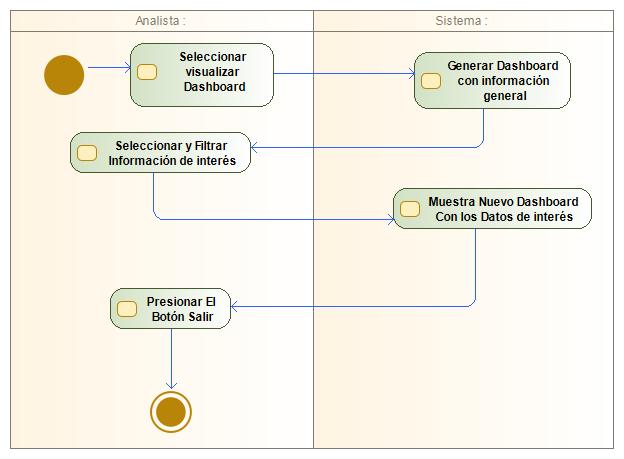 Analista :
Sistema :
Seleccionar
visualizar
Dashboard
Generar Dashboard
con información
general
Seleccionar y Filtrar
Información de interés
Muestra Nuevo Dashboard
Con los Datos de interés
Presionar El
Botón Salir